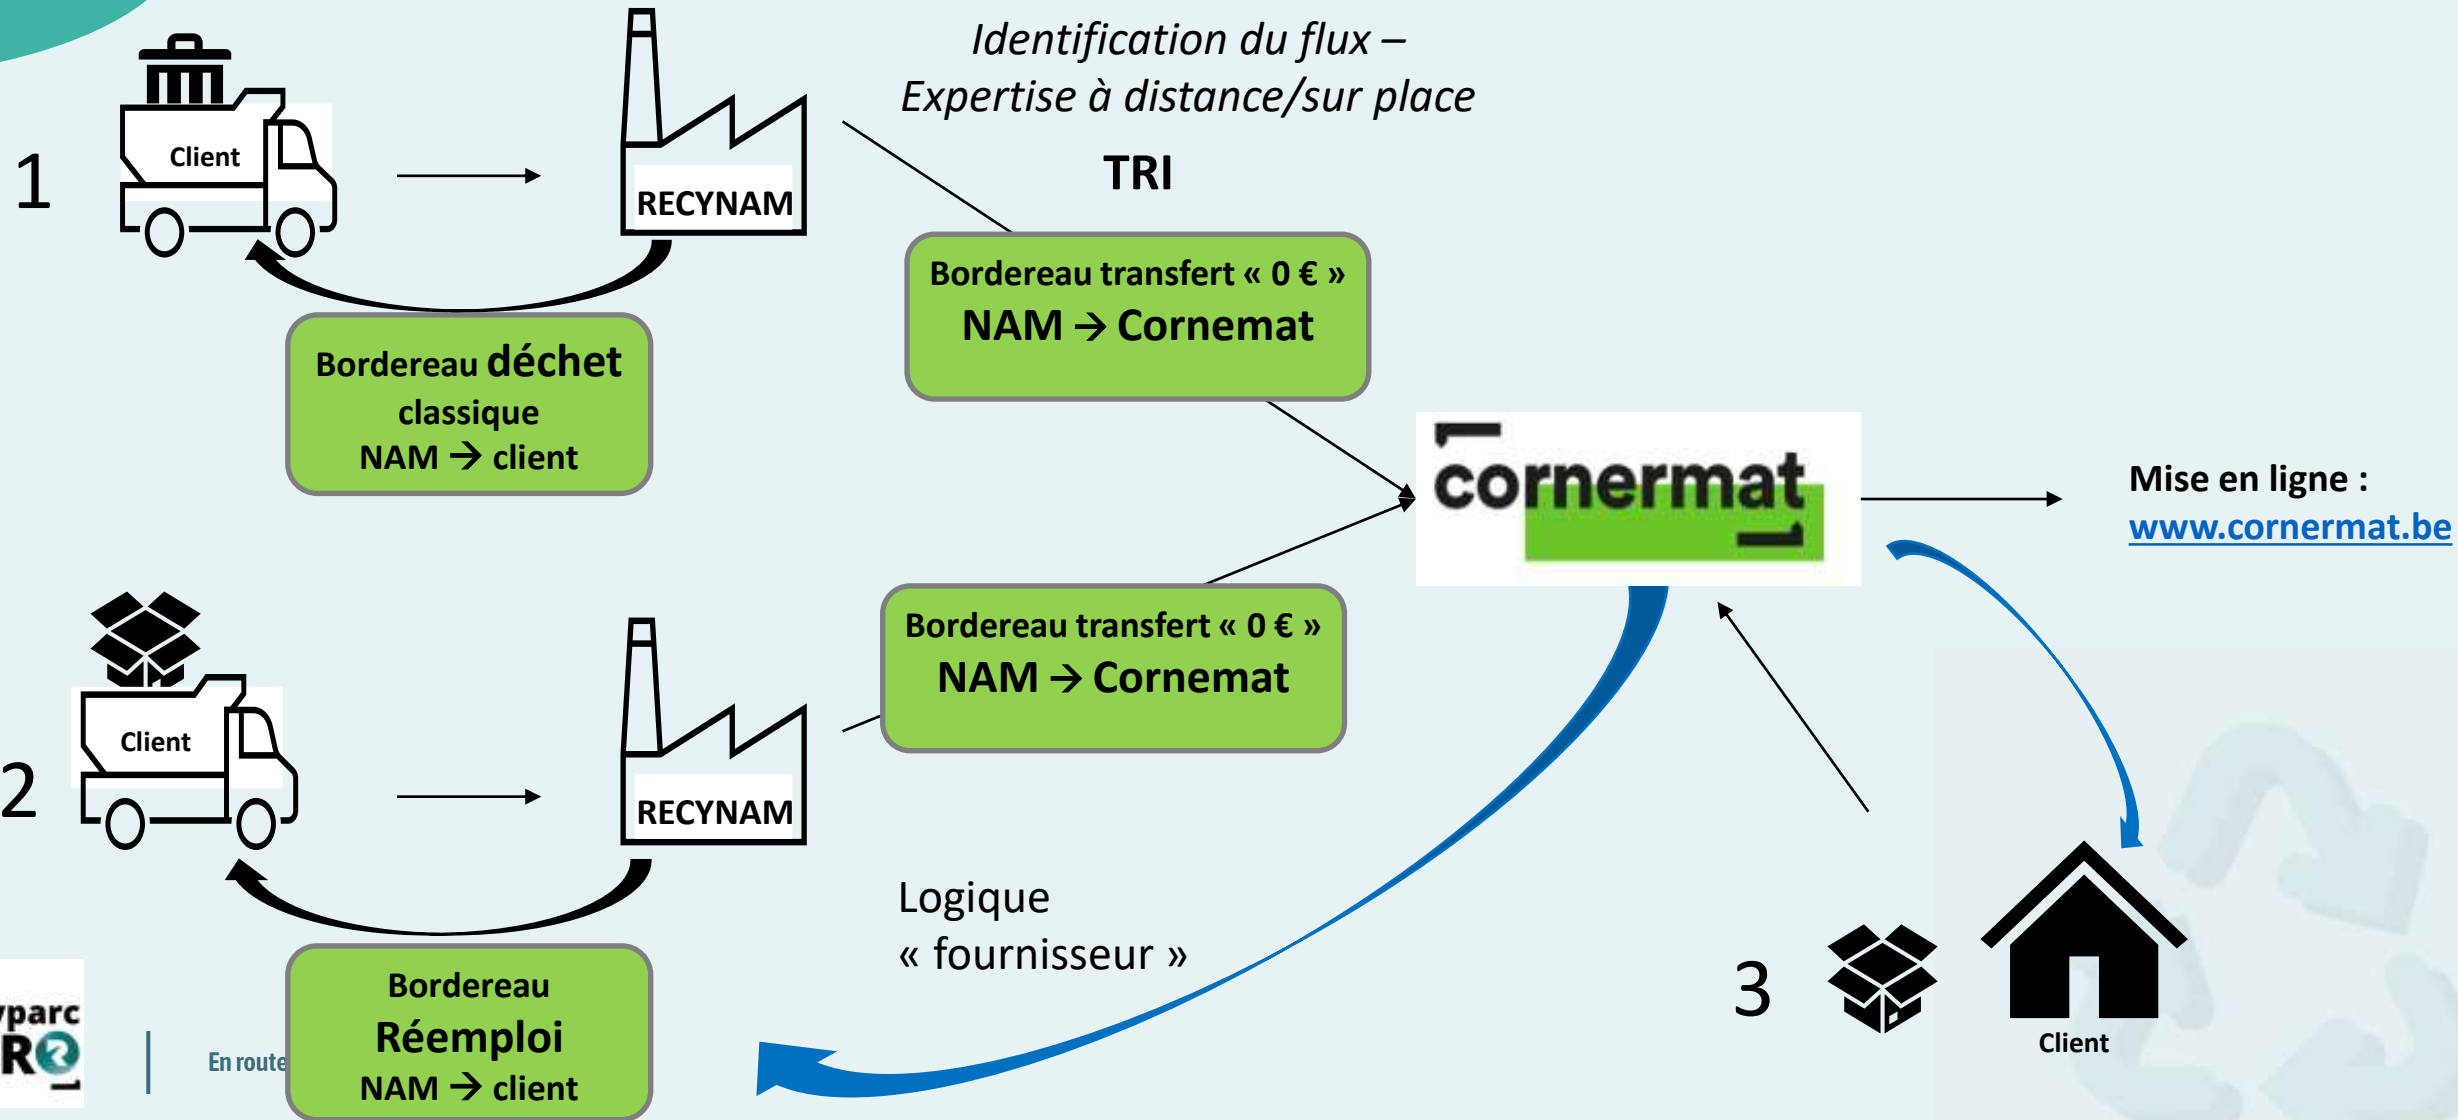 Identification du flux –
Expertise à distance/sur place
TRI
1
Client
RECYNAM
Bordereau déchet
classique
NAM → client
Bordereau transfert « 0 € »
NAM → Cornemat
cornermat
Mise en ligne :
www.cornermat.be
2
Client
RECYNAM
Bordereau transfert « 0 € »
NAM → Cornemat
Logique
« fournisseur »
Bordereau
Réemploi
NAM → client
3
Client
parc
R
En route